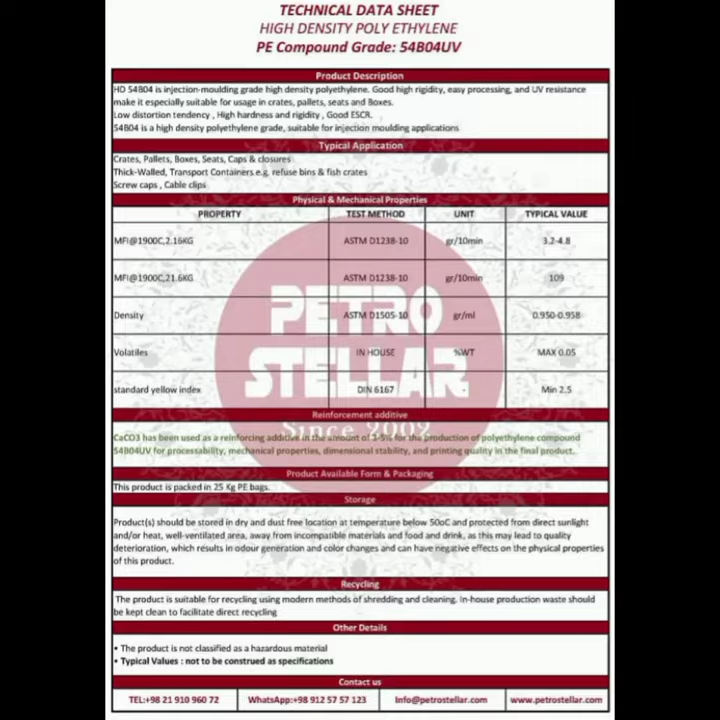 TECHNICAL DATA SHEET
HIGH DENSITY POLY ETHYLENE
PE Compound Grade: 54B04UV
Product Description
HD 54B04 is injection-moulding grade high density polyethylene. Good high rigidity, easy processing, and UV resistance
make it especially suitable for usage in crates, pallets, seats and Boxes.
Low distortion tendency , High hardness and rigidity , Good ESCR.
54B04 is a high density polyethylene grade, suitable for injection moulding applications
Typical Application
Crates, Pallets, Boxes, Seats, Caps & closures
Thick-Walled, Transport Containers e.g. refuse bins & fish crates
Screw caps , Cable clips
Physical & Mechanical Properties
PROPERTY TEST METHOD UNIT TYPICAL VALUE
MFI@1900C,2.16KG ASTM D1238-10 gr/10min 3.2-4.8
MFI@1900C,21.6KG ASTM D1238-10 gr/10min 109
Density ASTM D1505-10 gr/ml 0.950-0.958
Volatiles IN HOUSE %WT MAX 0.05
standard yellow index DIN 6167 - Min 2.5
PETRO
STELLAR
Since 2002
Reinforcement additive
CaCO3 has been used as a reinforcing additive in the amount of 3-5% for the production of polyethylene compound
54B04UV for processability, mechanical properties, dimensional stability, and printing quality in the final product.
Product Available Form & Packaging
This product is packed in 25 Kg PE bags.
Storage
Product(s) should be stored in dry and dust free location at temperature below 50oC and protected from direct sunlight
and/or heat, well-ventilated area, away from incompatible materials and food and drink, as this may lead to quality
deterioration, which results in odour generation and color changes and can have negative effects on the physical properties
of this product.
Recycling
The product is suitable for recycling using modern methods of shredding and cleaning. In-house production waste should
be kept clean to facilitate direct recycling
Other Details
• The product is not classified as a hazardous material
• Typical Values : not to be construed as specifications
Contact us
TEL:+98 21 910 960 72 WhatsApp:+98 912 57 57 123 Info@petrostellar.com www.petrostellar.com